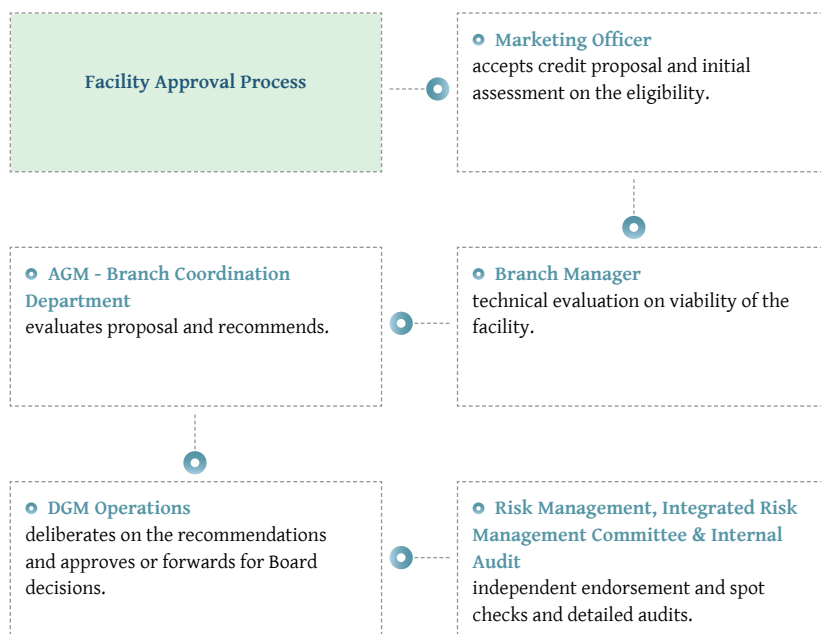 Facility Approval Process
Marketing Officer
accepts credit proposal and initial
assessment on the eligibility.
AGM - Branch Coordination
Department
evaluates proposal and recommends.
Branch Manager
technical evaluation on viability of the
facility.
DGM Operations
deliberates on the recommendations
and approves or forwards for Board
decisions.
Risk Management, Integrated Risk
Management Committee & Internal
Audit
independent endorsement and spot
checks and detailed audits.